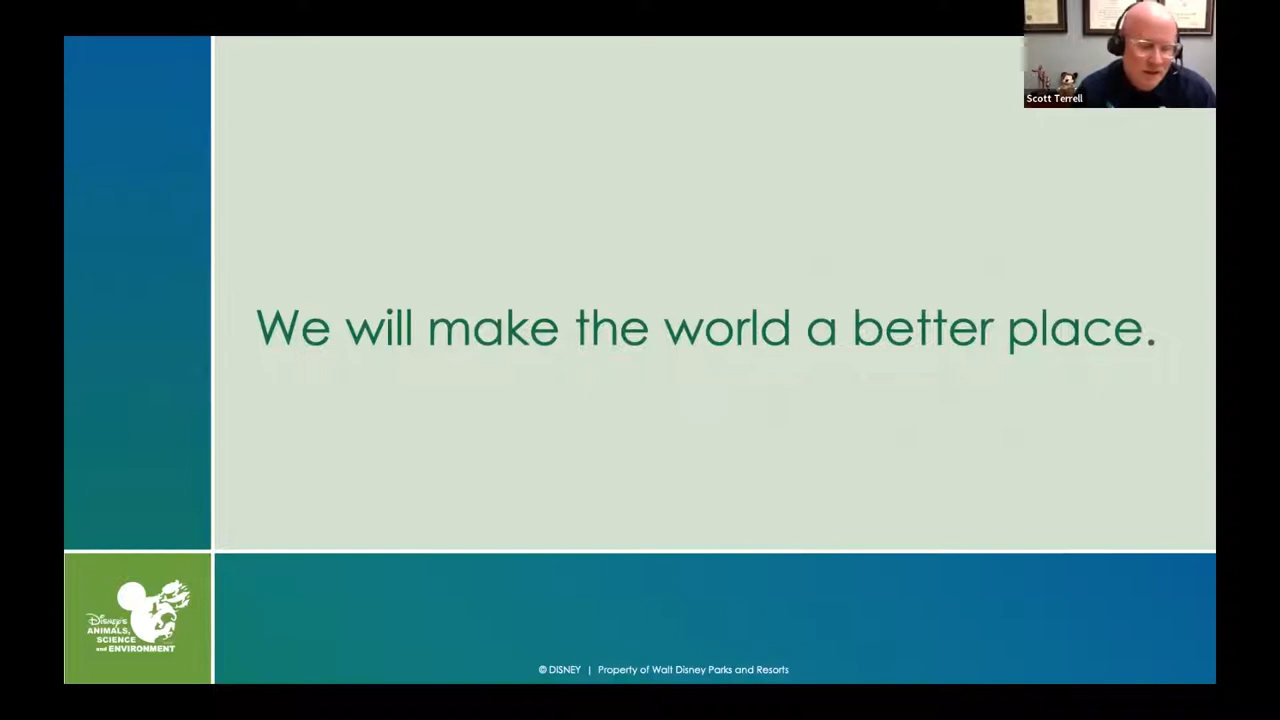 Scott Terrell
We will make the world a better place.
Disney's
ANIMALS,
SCIENCE
and ENVIRONMENT
© DISNEY | Property of Walt Disney Parks and Resorts